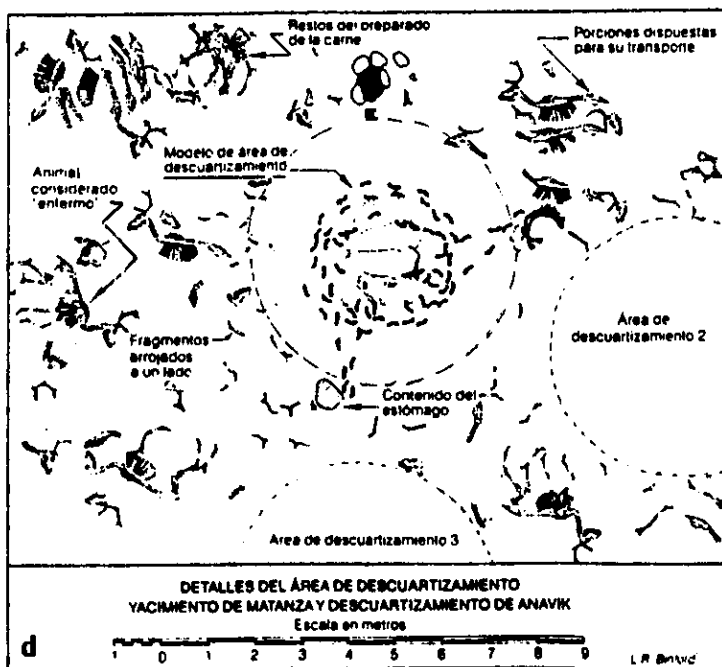 Restos del preparado
de la carne
Porciones dispuestas
para su transporte
Modelo de área de
descuartizamiento
Animal
considerado
'enfermo'
Fragmentos
arrojados
a un lado
Área de
descuartizamiento 2
Contenido del
estómago
Área de descuartizamiento 3
DETALLES DEL ÁREA DE DESCUARTIZAMIENTO
YACIMIENTO DE MATANZA Y DESCUARTIZAMIENTO DE ANAVIK
Escala en metros
d
1 0 1 2 3 4 5 6 7 8 9
L.R. Binford